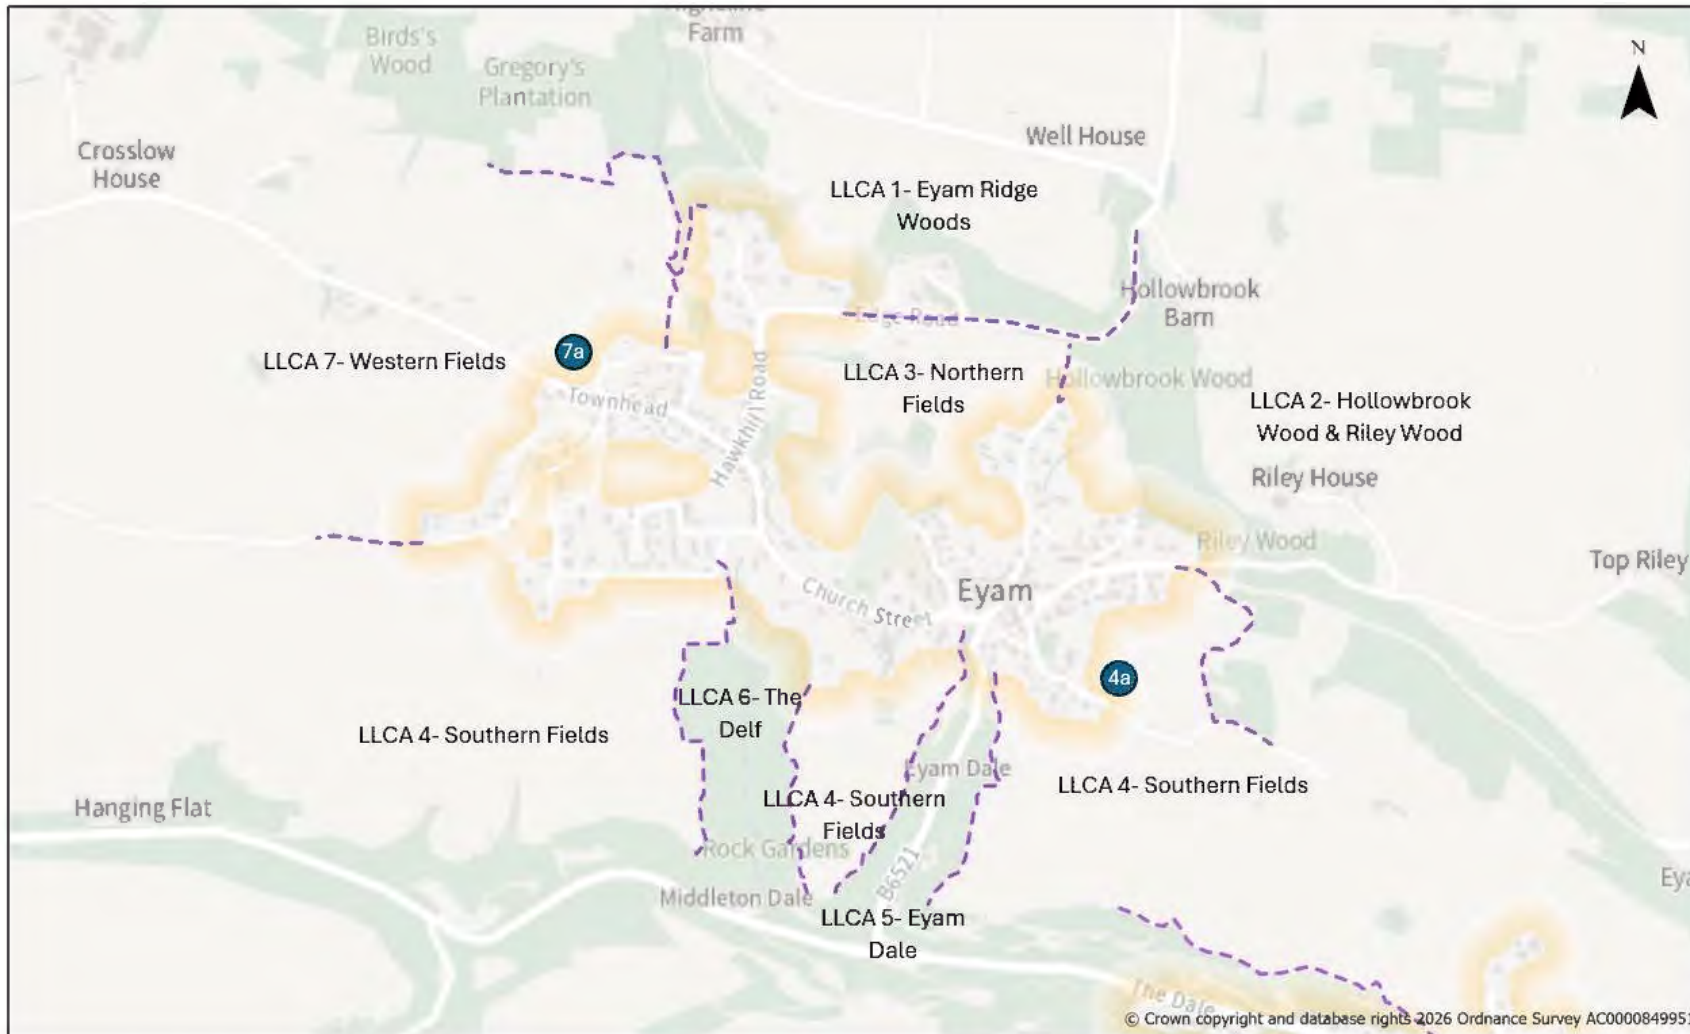 Farm
Birds's
Wood
Gregory's
Plantation
N
Well House
Crosslow
House
LLCA 1- Eyam Ridge
Woods
Hollowbrook
Barn
Edge Road
LLCA 7- Western Fields
7a
LLCA 3- Northern
Fields
Hollowbrook Wood
Townhead
Hawkhill Road
LLCA 2- Hollowbrook
Wood & Riley Wood
Riley House
Riley Wood
Top Riley
Eyam
Church Street
4a
LLCA 6- The
Delf
LLCA 4- Southern Fields
Eyam Dale
LLCA 4- Southern Fields
LLCA 4- Southern
Fields
Hanging Flat
Rock Gardens
B6521
Middleton Dale
LLCA 5- Eyam
Dale
The Dale
© Crown copyright and database rights 2026 Ordnance Survey AC0000849951